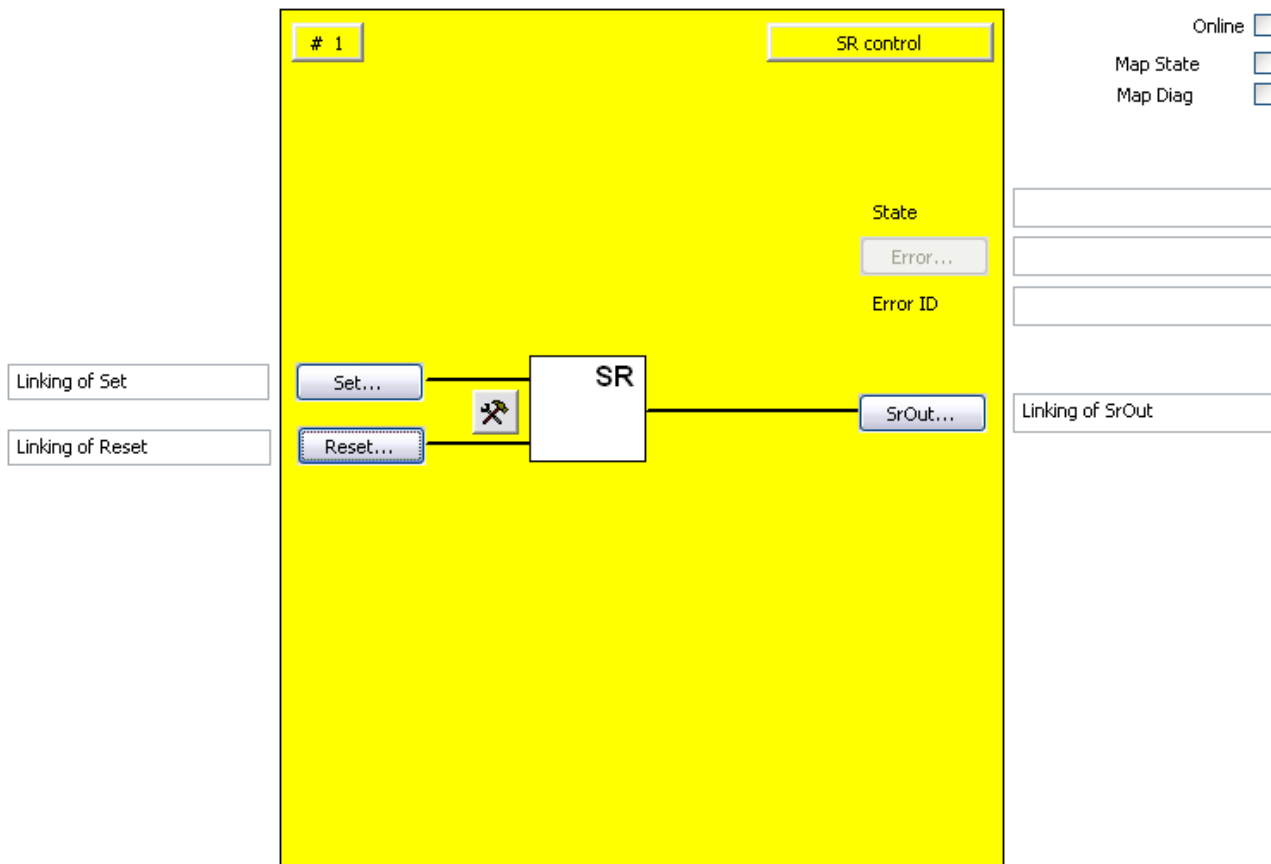 # 1
SR control
Online
Map State
Map Diag
State
Error...
Error ID
Linking of Set
Set...
SR
SrOut...
Linking of SrOut
Linking of Reset
Reset...